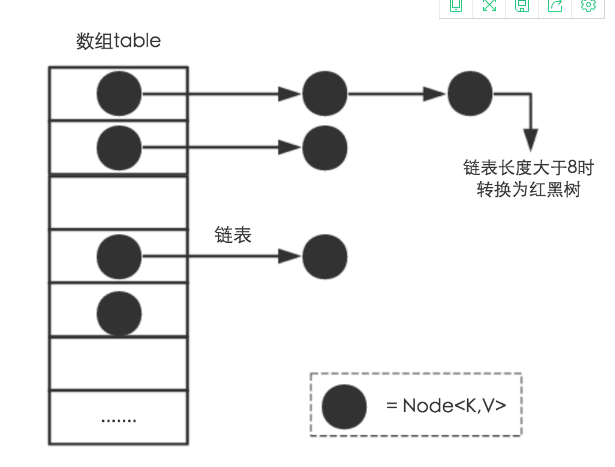 数组table
链表长度大于8时
转换为红黑树
链表
= Node<K,V>
.......